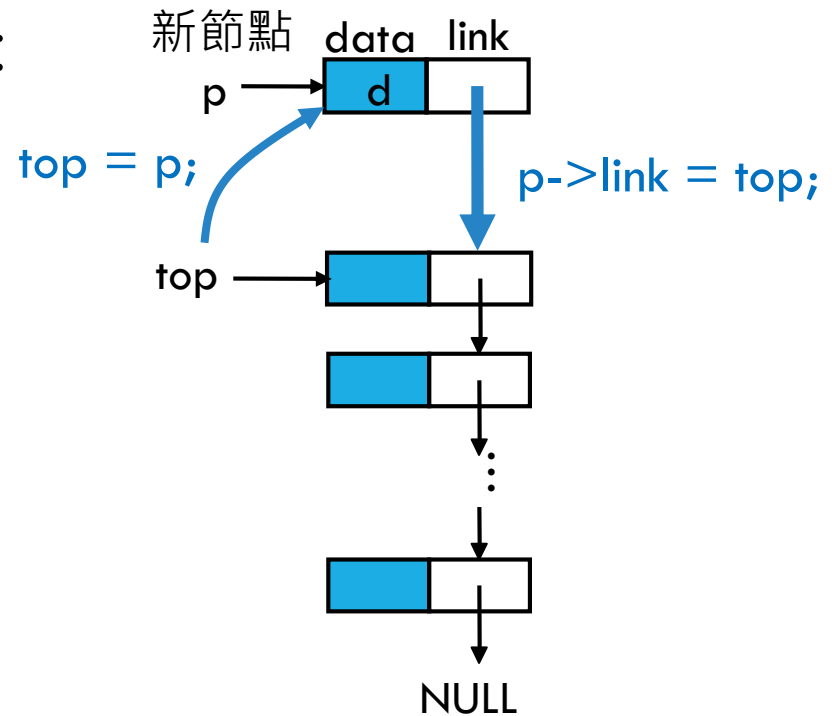 :
新節點 data link
p d
top = p;
p->link = top;
top
⋮
NULL